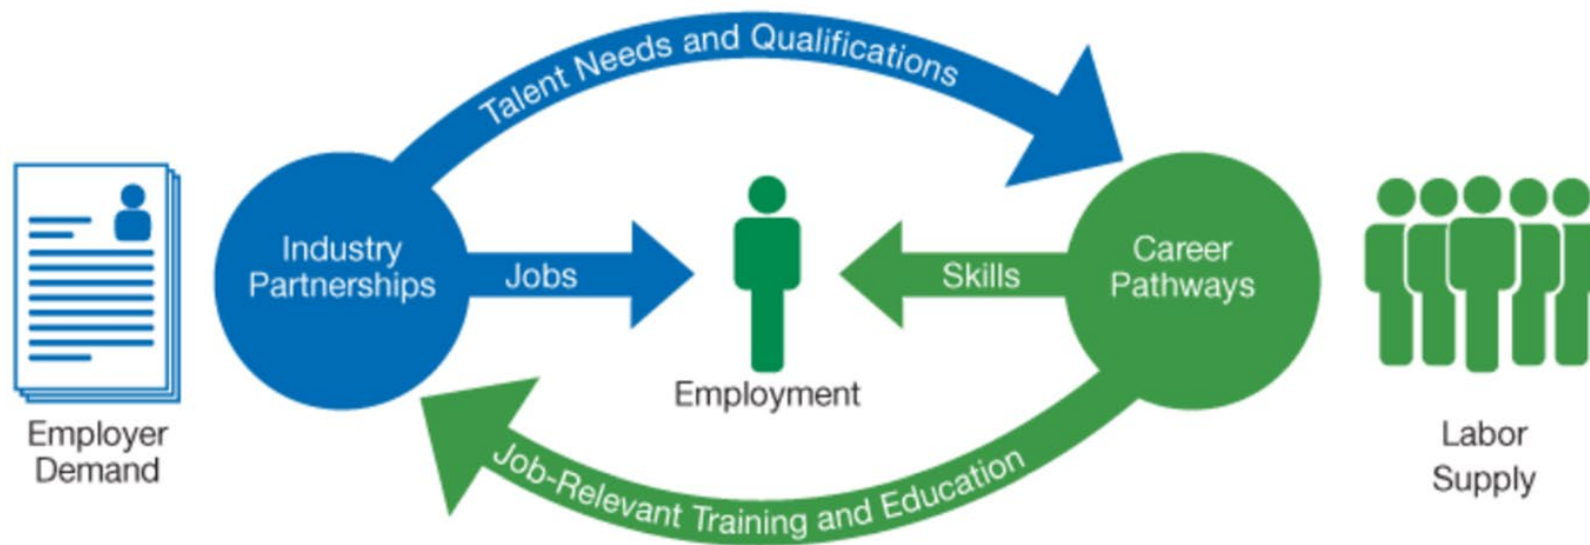 Talent Needs and Qualifications
Industry
Partnerships
Jobs
Skills
Career
Pathways
Employment
Employer
Demand
Labor
Supply
Job-Relevant Training and Education